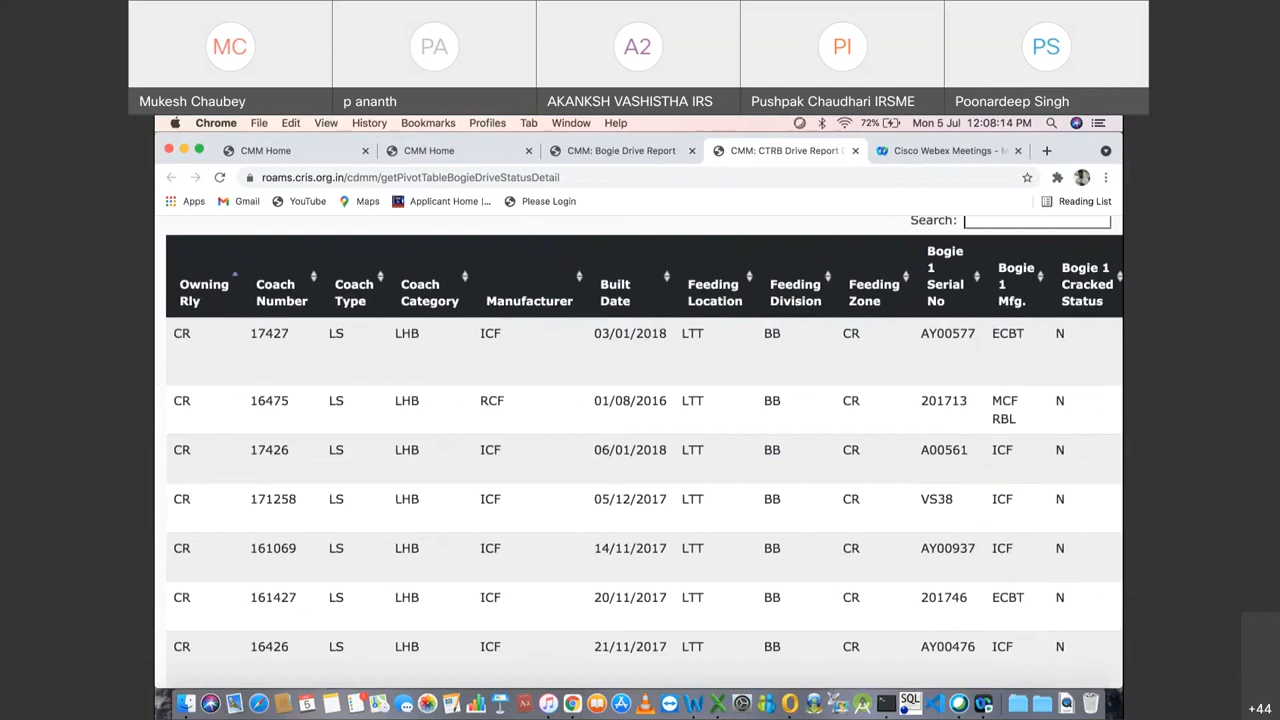 MC PA A2 PI PS
Mukesh Chaubey p ananth AKANKSH VASHISTHA IRS Pushpak Chaudhari IRSME Poonardeep Singh
Chrome File Edit View History Bookmarks Profiles Tab Window Help 72% Mon 5 Jul 12:08:14 PM
CMM Home CMM Home CMM: Bogie Drive Report CMM: CTRB Drive Report Cisco Webex Meetings -
roams.cris.org.in/cdmm/getPivotTableBogieDriveStatusDetail
Apps Gmail YouTube Maps Applicant Home |... Please Login Reading List
Search:
Owning Rly Coach Number Coach Type Coach Category Manufacturer Built Date Feeding Location Feeding Division Feeding Zone Bogie 1 Serial No Bogie 1 Mfg. Bogie 1 Cracked Status
CR 17427 LS LHB ICF 03/01/2018 LTT BB CR AY00577 ECBT N
CR 16475 LS LHB RCF 01/08/2016 LTT BB CR 201713 MCF RBL N
CR 17426 LS LHB ICF 06/01/2018 LTT BB CR A00561 ICF N
CR 171258 LS LHB ICF 05/12/2017 LTT BB CR VS38 ICF N
CR 161069 LS LHB ICF 14/11/2017 LTT BB CR AY00937 ICF N
CR 161427 LS LHB ICF 20/11/2017 LTT BB CR 201746 ECBT N
CR 16426 LS LHB ICF 21/11/2017 LTT BB CR AY00476 ICF N
SQL
+44